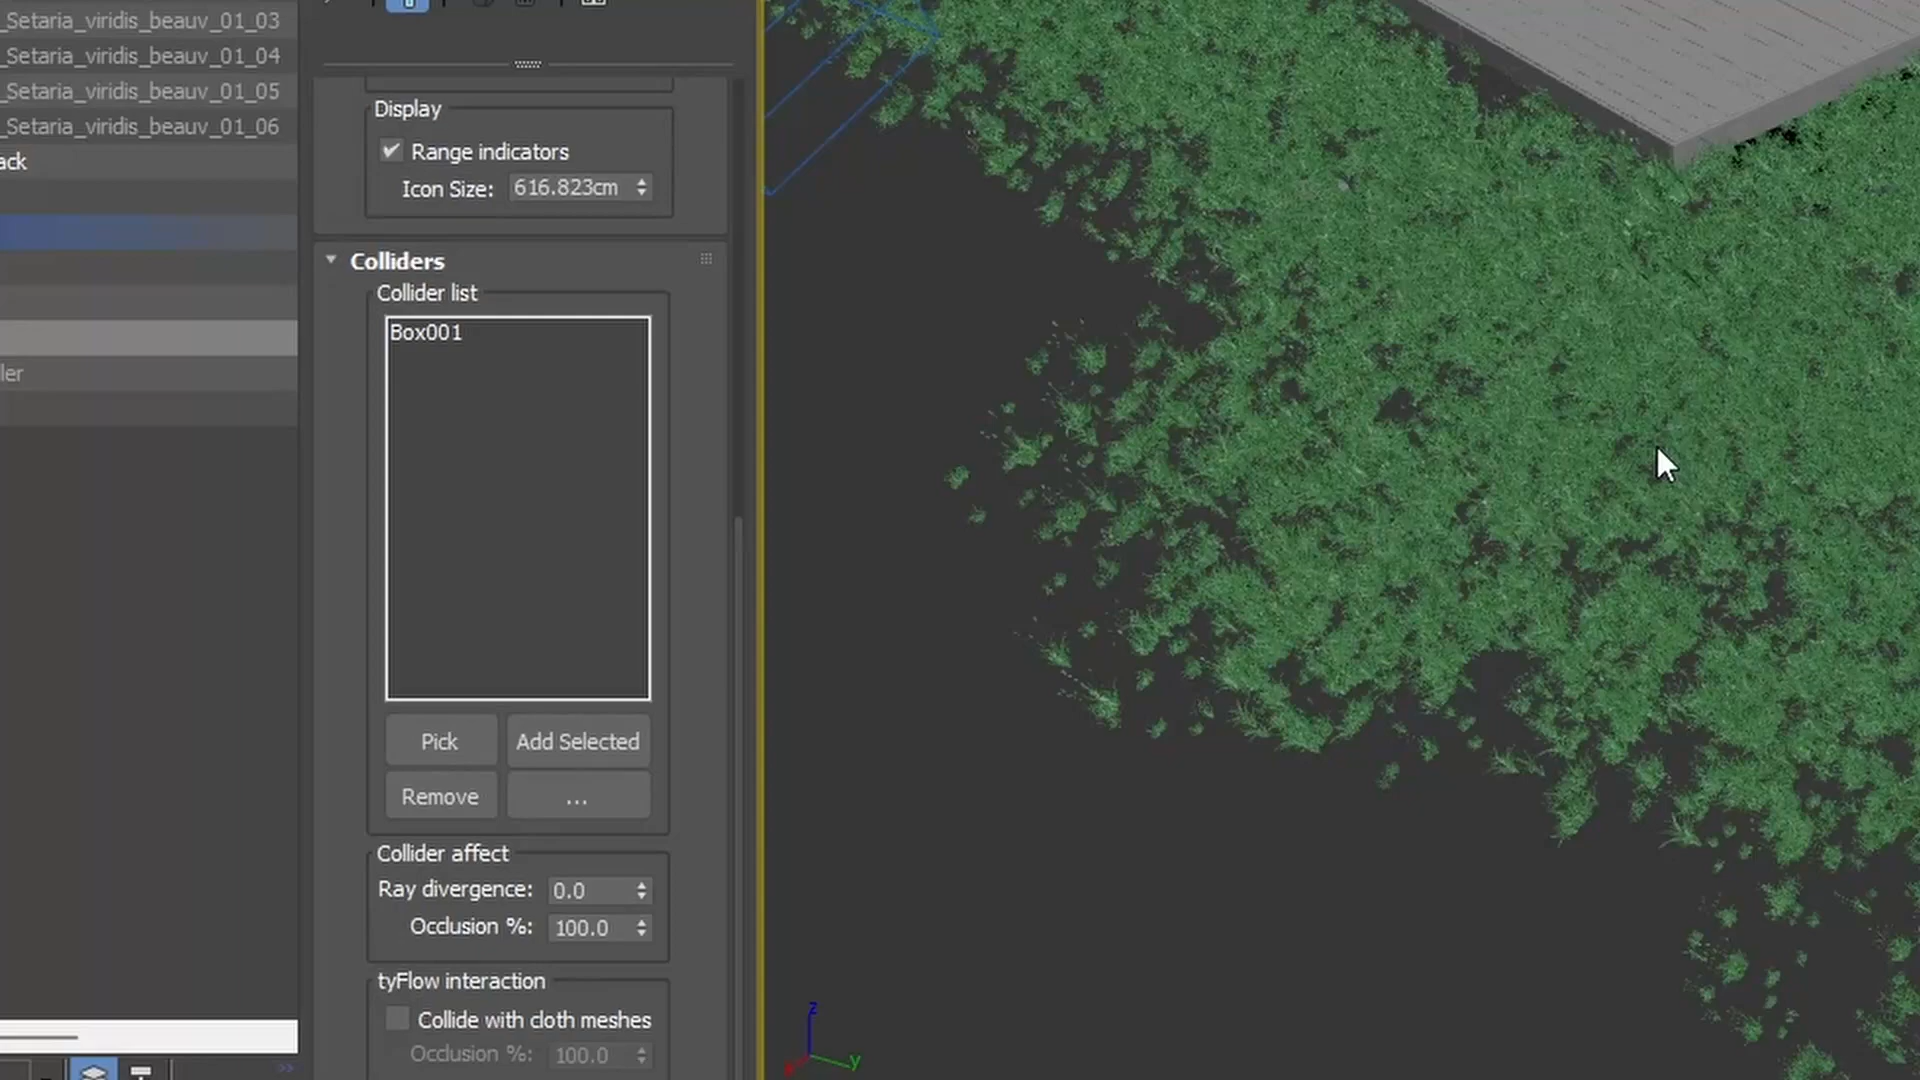 _Setaria_viridis_beauv_01_03
_Setaria_viridis_beauv_01_04
_Setaria_viridis_beauv_01_05
_Setaria_viridis_beauv_01_06
ack
ler
Display
Range indicators
Icon Size: 616.823cm
Colliders
Collider list
Box001
Pick
Add Selected
Remove
...
Collider affect
Ray divergence: 0.0
Occlusion %: 100.0
tyFlow interaction
Collide with cloth meshes
Occlusion %: 100.0
z
y
x